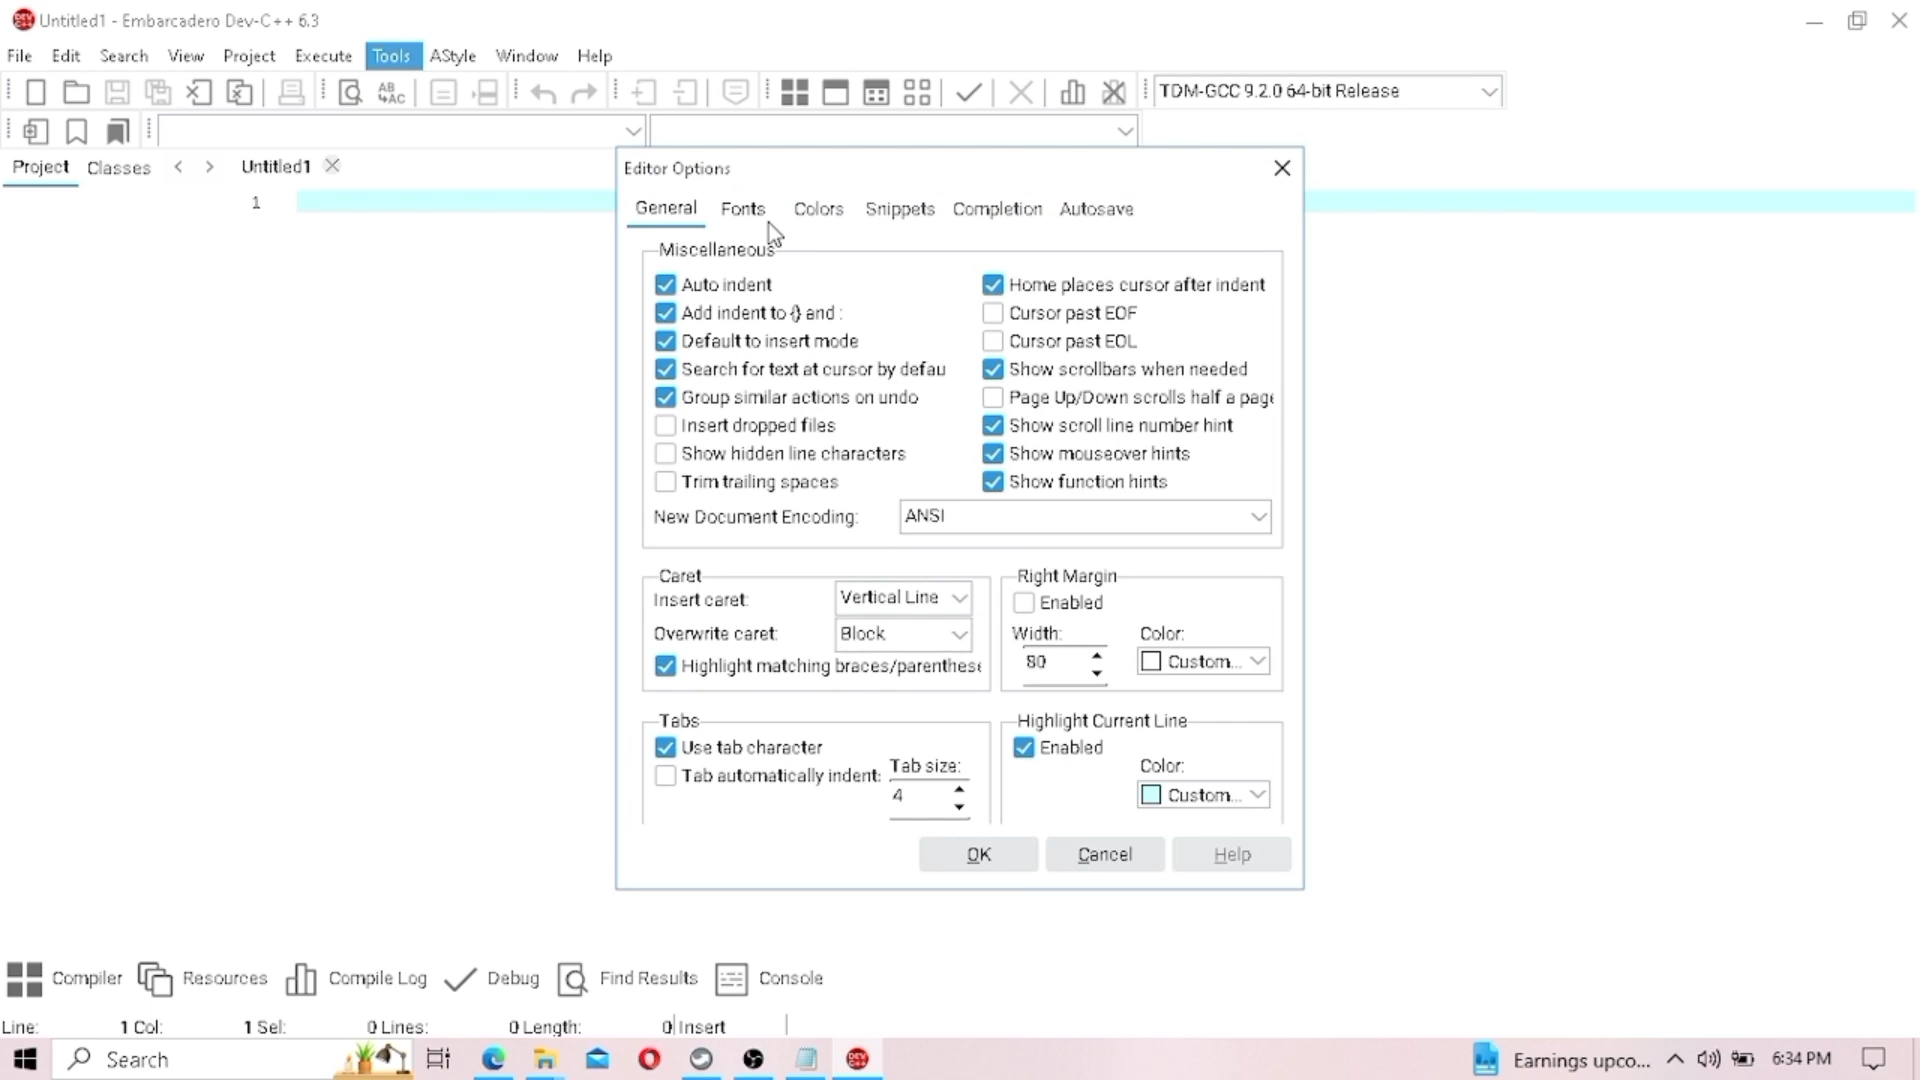 Untitled1 - Embarcadero Dev-C++ 6.3
File Edit Search View Project Execute Tools AStyle Window Help
TDM-GCC 9.2.0 64-bit Release
Project Classes Untitled1
1
Editor Options
General Fonts Colors Snippets Completion Autosave
Miscellaneous
Auto indent
Add indent to {} and :
Default to insert mode
Search for text at cursor by defau
Group similar actions on undo
Insert dropped files
Show hidden line characters
Trim trailing spaces
Home places cursor after indent
Cursor past EOF
Cursor past EOL
Show scrollbars when needed
Page Up/Down scrolls half a page
Show scroll line number hint
Show mouseover hints
Show function hints
New Document Encoding: ANSI
Caret
Insert caret: Vertical Line
Overwrite caret: Block
Highlight matching braces/parenthese
Right Margin
Enabled
Width: Color:
80 Custom...
Tabs
Use tab character
Tab automatically indent:
Tab size:
4
Highlight Current Line
Enabled
Color:
Custom...
OK Cancel Help
Compiler Resources Compile Log Debug Find Results Console
Line: 1 Col: 1 Sel: 0 Lines: 0 Length: 0 Insert
Search
DEV C++
Earnings upco... 6:34 PM